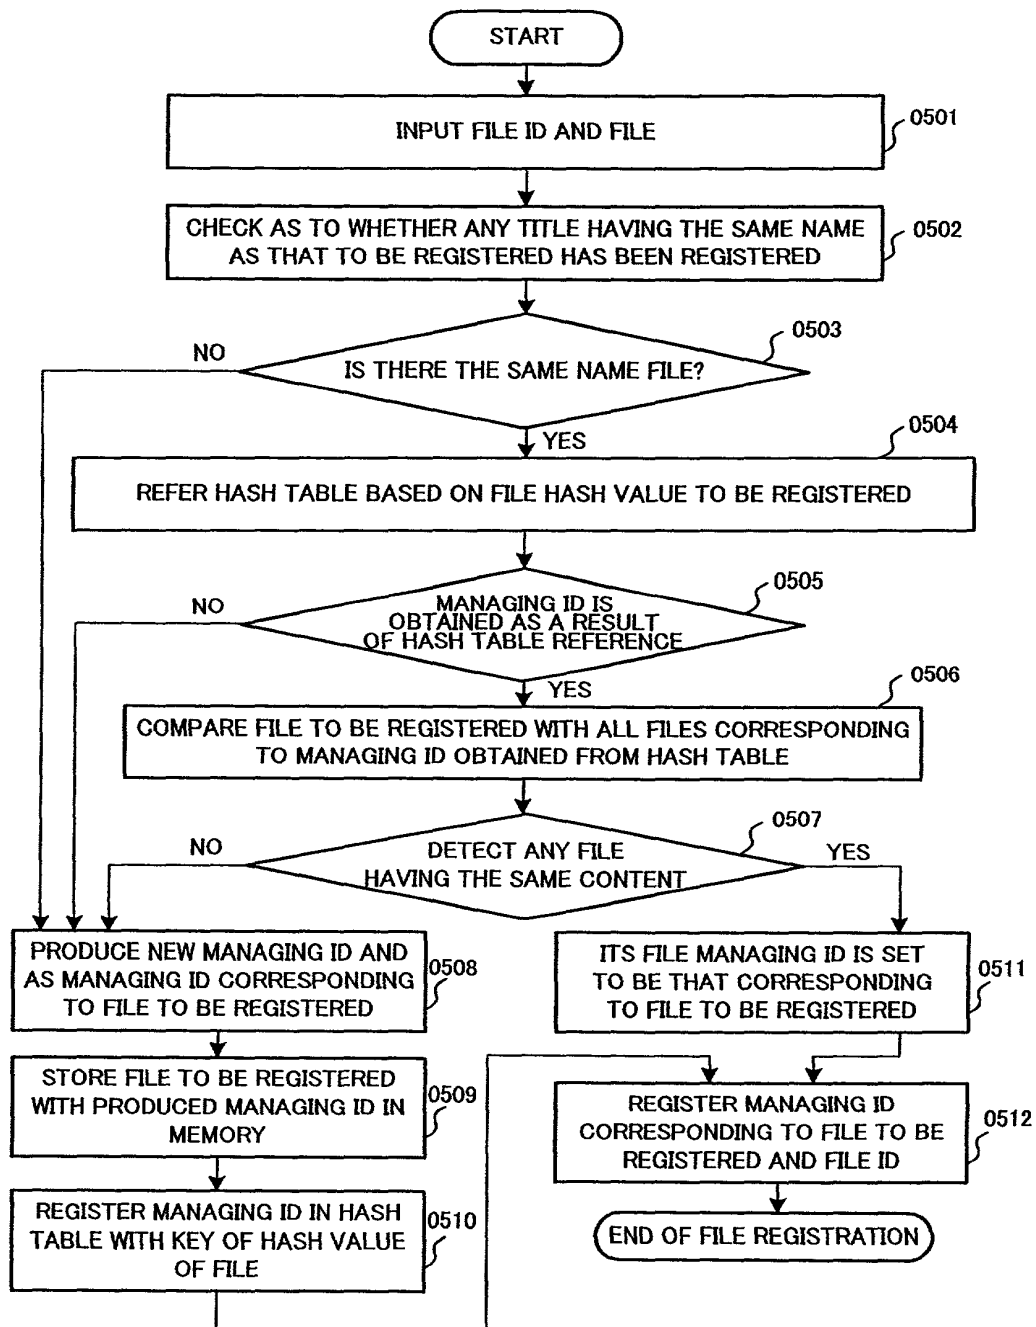 START
INPUT FILE ID AND FILE
0501
CHECK AS TO WHETHER ANY TITLE HAVING THE SAME NAME
AS THAT TO BE REGISTERED HAS BEEN REGISTERED
0502
0503
NO
IS THERE THE SAME NAME FILE?
YES
0504
REFER HASH TABLE BASED ON FILE HASH VALUE TO BE REGISTERED
0505
NO
MANAGING ID IS
OBTAINED AS A RESULT
OF HASH TABLE REFERENCE
YES
0506
COMPARE FILE TO BE REGISTERED WITH ALL FILES CORRESPONDING
TO MANAGING ID OBTAINED FROM HASH TABLE
0507
NO
DETECT ANY FILE
HAVING THE SAME CONTENT
YES
PRODUCE NEW MANAGING ID AND
AS MANAGING ID CORRESPONDING
TO FILE TO BE REGISTERED
0508
ITS FILE MANAGING ID IS SET
TO BE THAT CORRESPONDING
TO FILE TO BE REGISTERED
0511
STORE FILE TO BE REGISTERED
WITH PRODUCED MANAGING ID IN
MEMORY
0509
REGISTER MANAGING ID
CORRESPONDING TO FILE TO BE
REGISTERED AND FILE ID
0512
REGISTER MANAGING ID IN HASH
TABLE WITH KEY OF HASH VALUE
OF FILE
0510
END OF FILE REGISTRATION